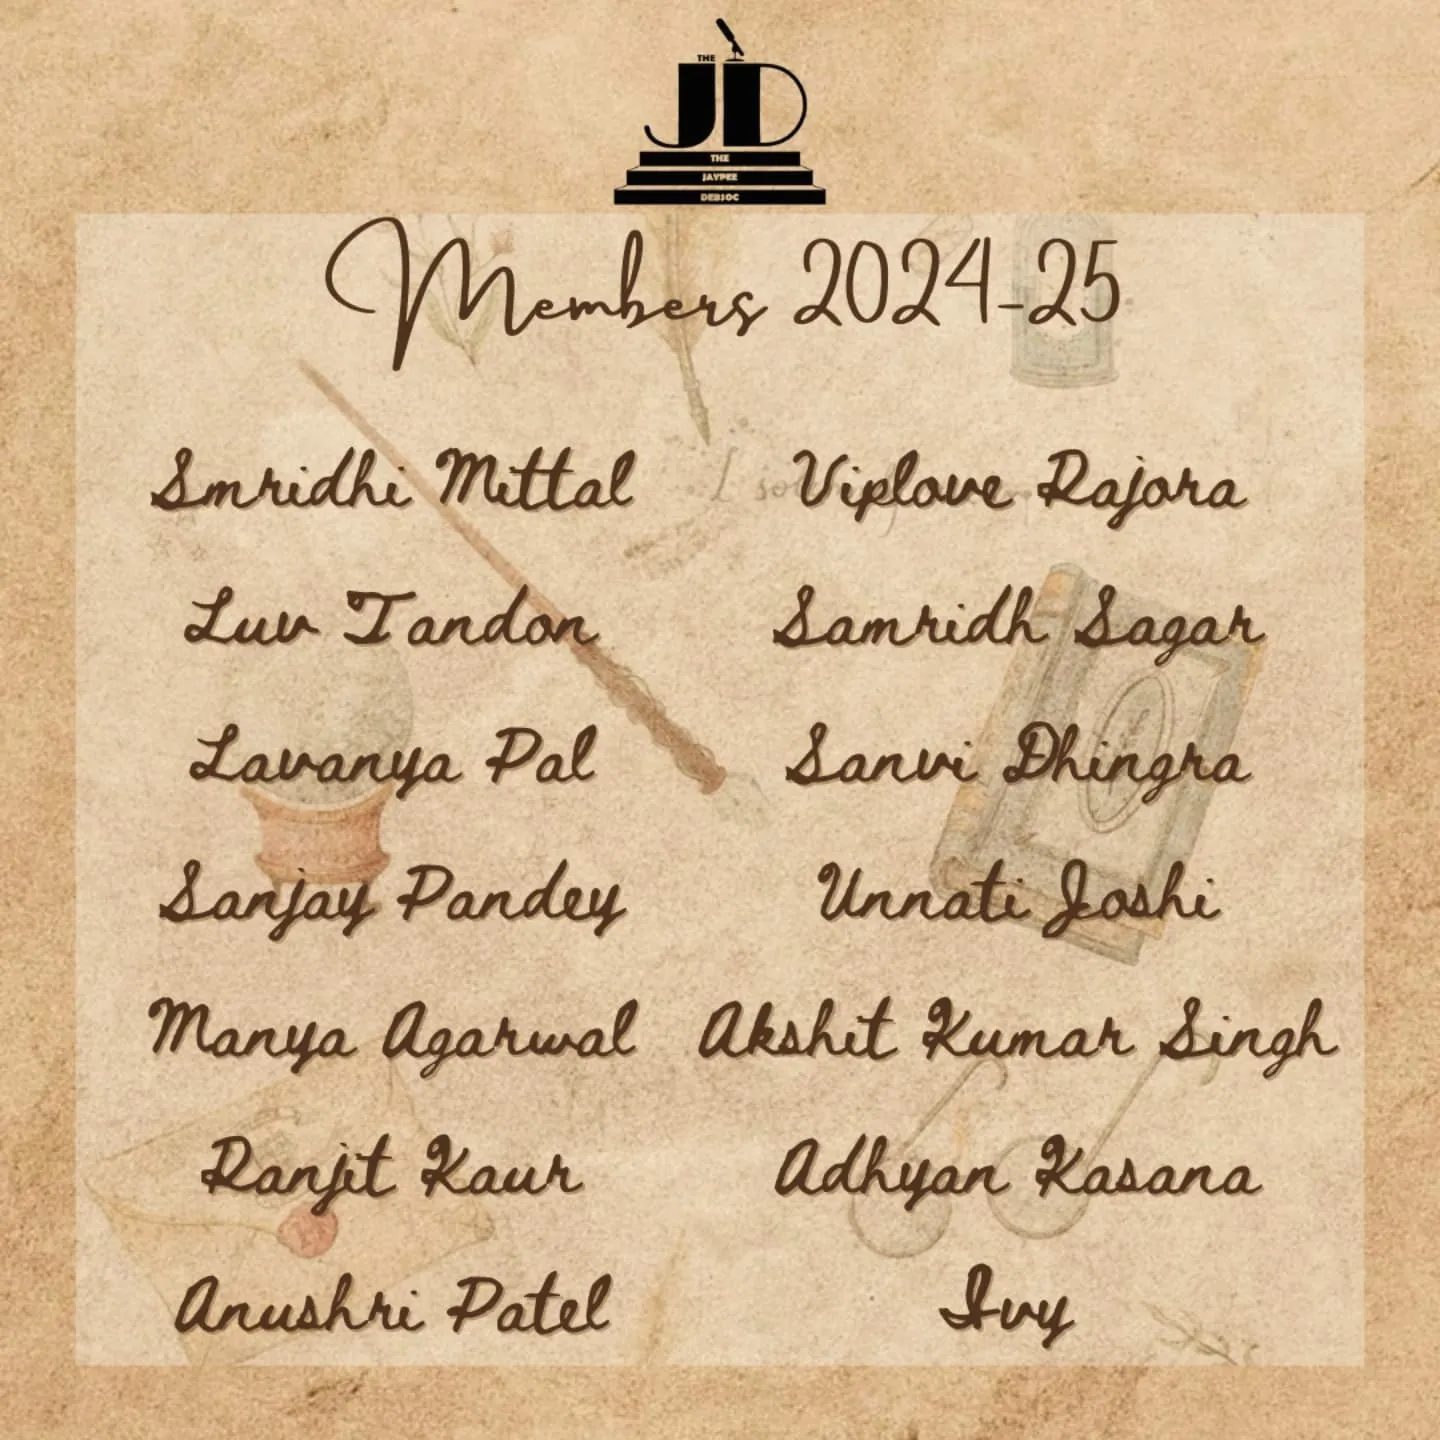 THE
JD
THE
JAYPEE
DEBSOC
Members 2024-25
Smridhi Mittal
Viplove Rajora
Luv Tandon
Samridh Sagar
Lavanya Pal
Sanvi Dhingra
Sanjay Pandey
Unnati Joshi
Manya Agarwal
Akshit Kumar Singh
Ranjit Kaur
Adhyan Kasana
Anushri Patel
Ivy